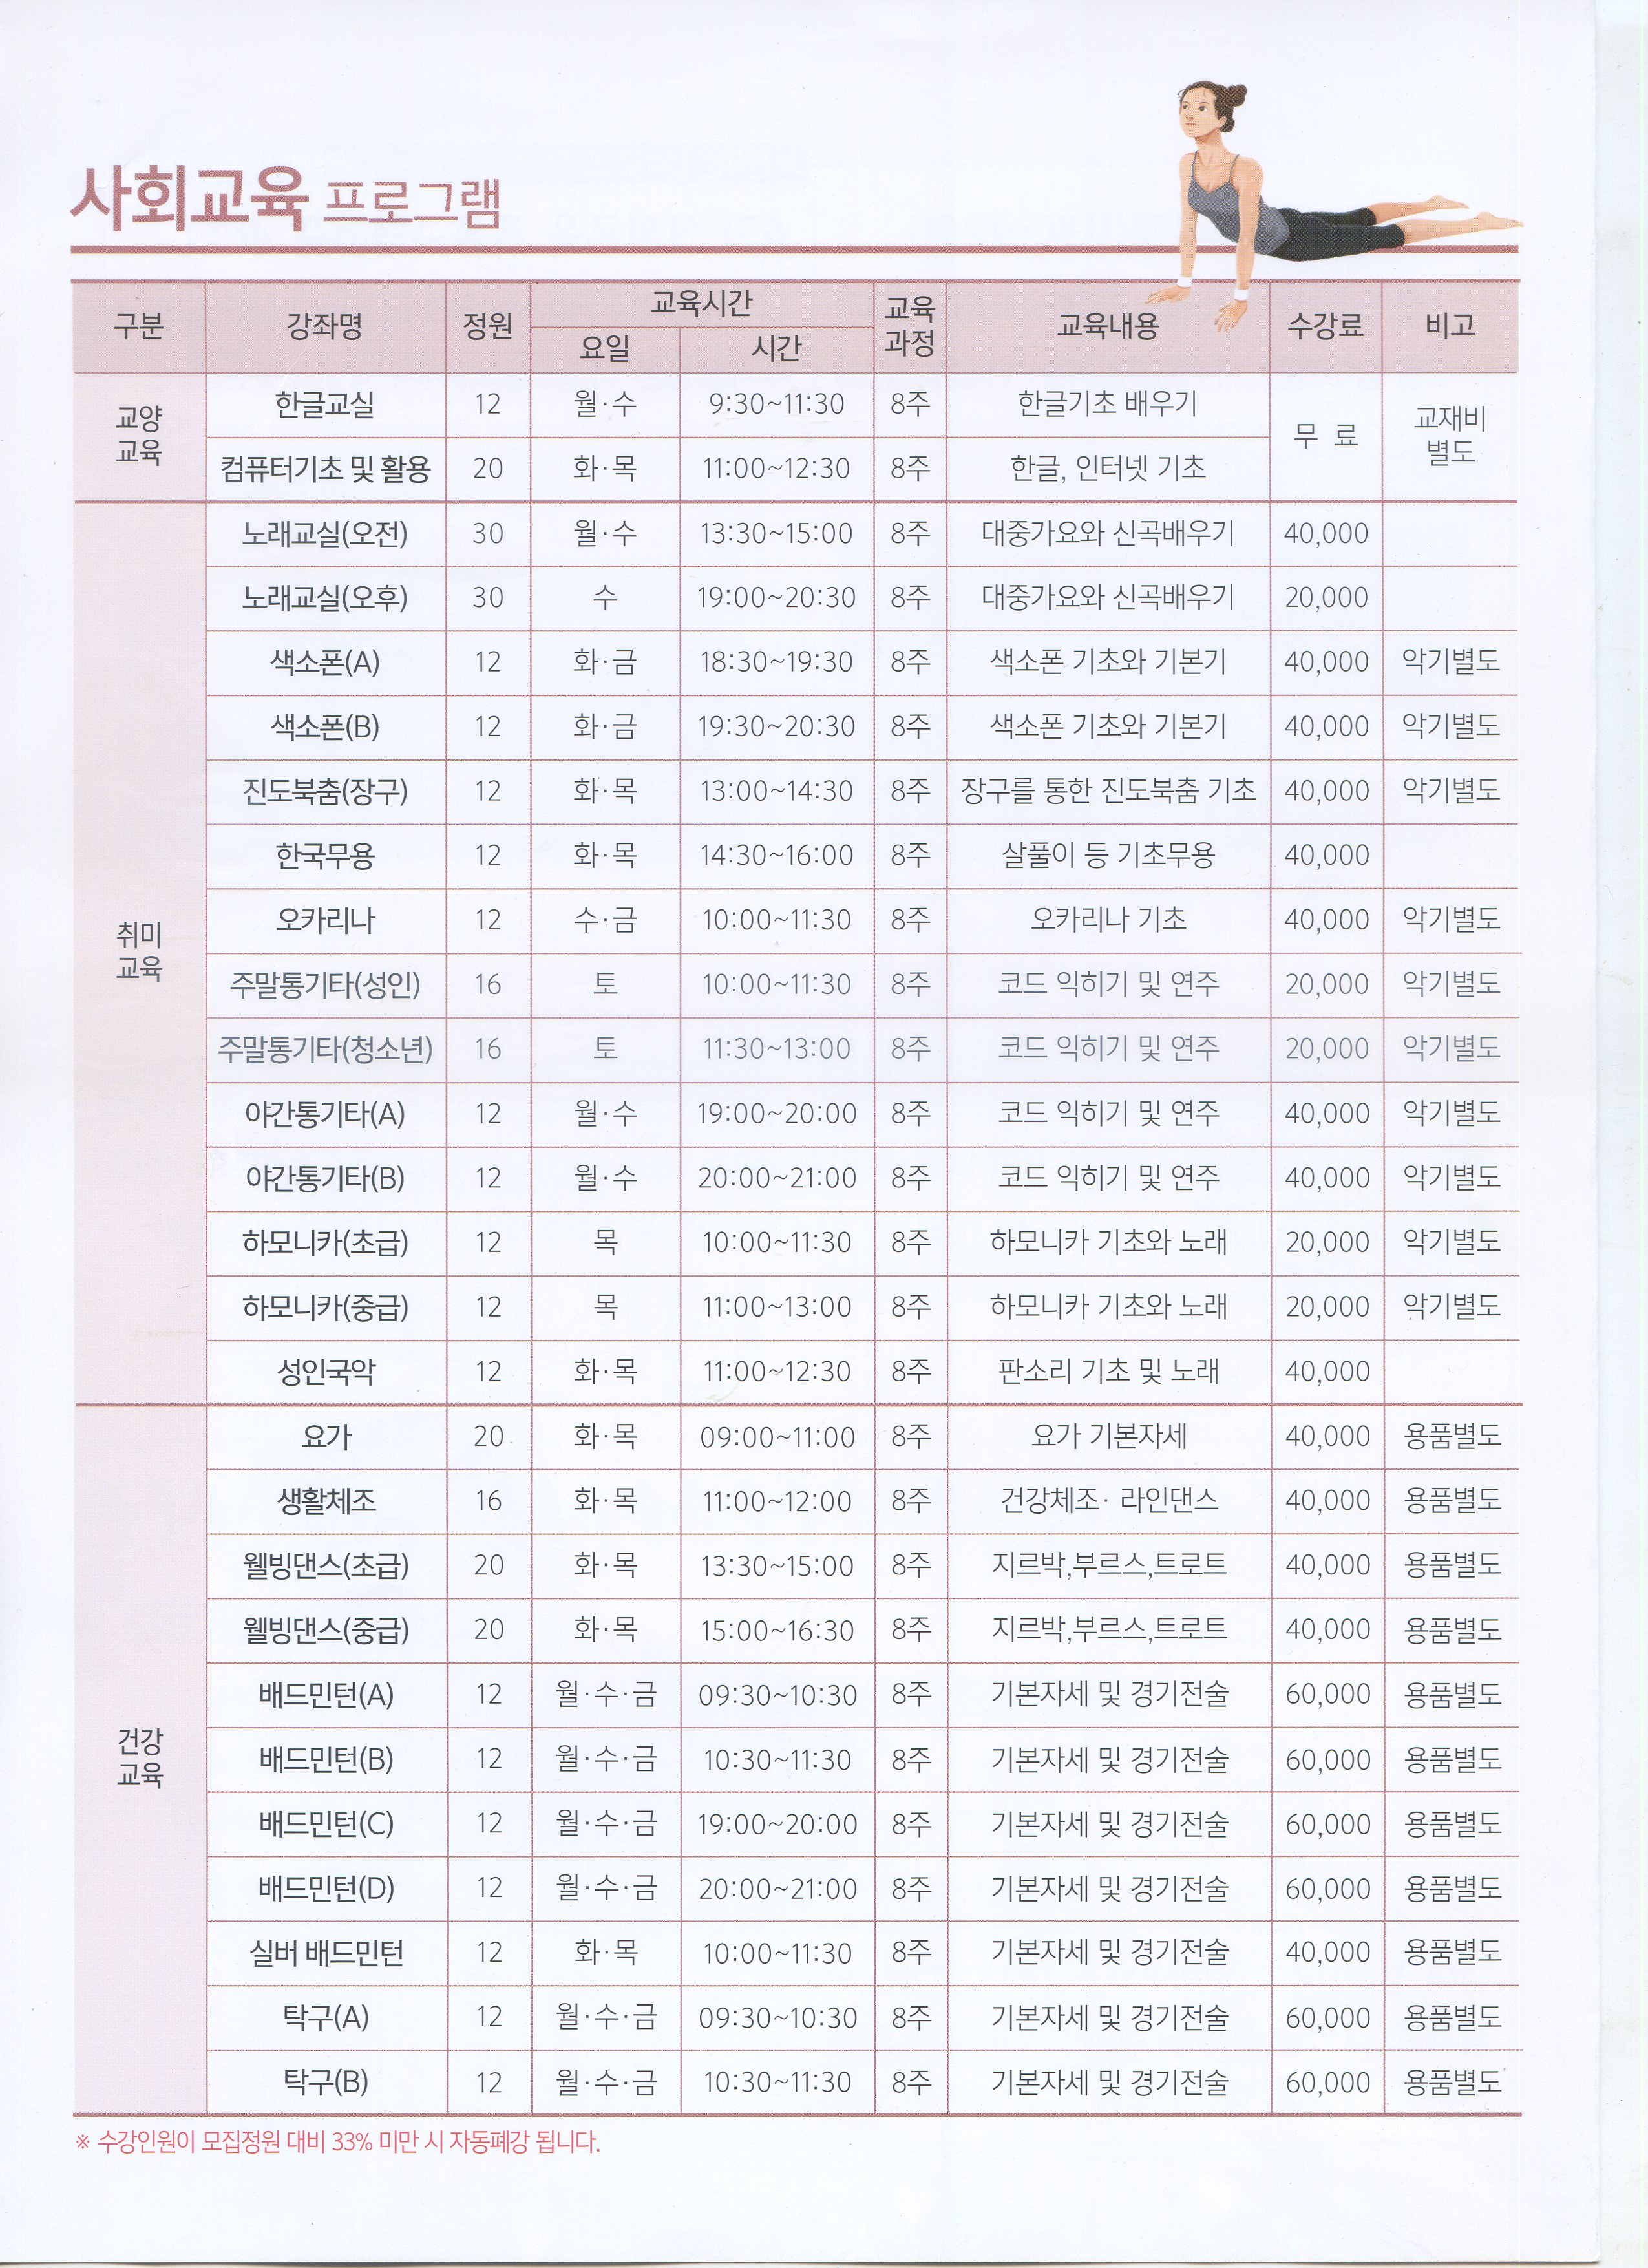 사회교육 프로그램
구분 강좌명 정원 교육시간 교육과정 교육내용 수강료 비고
요일 시간
교양교육
한글교실 12 월·수 9:30~11:30 8주 한글기초 배우기 무 료 교재비 별도
컴퓨터기초 및 활용 20 화·목 11:00~12:30 8주 한글, 인터넷 기초
취미교육
노래교실(오전) 30 월·수 13:30~15:00 8주 대중가요와 신곡배우기 40,000
노래교실(오후) 30 수 19:00~20:30 8주 대중가요와 신곡배우기 20,000
색소폰(A) 12 화·금 18:30~19:30 8주 색소폰 기초와 기본기 40,000 악기별도
색소폰(B) 12 화·금 19:30~20:30 8주 색소폰 기초와 기본기 40,000 악기별도
진도북춤(장구) 12 화·목 13:00~14:30 8주 장구를 통한 진도북춤 기초 40,000 악기별도
한국무용 12 화·목 14:30~16:00 8주 살풀이 등 기초무용 40,000
오카리나 12 수·금 10:00~11:30 8주 오카리나 기초 40,000 악기별도
주말통기타(성인) 16 토 10:00~11:30 8주 코드 익히기 및 연주 20,000 악기별도
주말통기타(청소년) 16 토 11:30~13:00 8주 코드 익히기 및 연주 20,000 악기별도
야간통기타(A) 12 월·수 19:00~20:00 8주 코드 익히기 및 연주 40,000 악기별도
야간통기타(B) 12 월·수 20:00~21:00 8주 코드 익히기 및 연주 40,000 악기별도
하모니카(초급) 12 목 10:00~11:30 8주 하모니카 기초와 노래 20,000 악기별도
하모니카(중급) 12 목 11:00~13:00 8주 하모니카 기초와 노래 20,000 악기별도
성인국악 12 화·목 11:00~12:30 8주 판소리 기초 및 노래 40,000
건강교육
요가 20 화·목 09:00~11:00 8주 요가 기본자세 40,000 용품별도
생활체조 16 화·목 11:00~12:00 8주 건강체조· 라인댄스 40,000 용품별도
웰빙댄스(초급) 20 화·목 13:30~15:00 8주 지르박,부르스,트로트 40,000 용품별도
웰빙댄스(중급) 20 화·목 15:00~16:30 8주 지르박,부르스,트로트 40,000 용품별도
배드민턴(A) 12 월·수·금 09:30~10:30 8주 기본자세 및 경기전술 60,000 용품별도
배드민턴(B) 12 월·수·금 10:30~11:30 8주 기본자세 및 경기전술 60,000 용품별도
배드민턴(C) 12 월·수·금 19:00~20:00 8주 기본자세 및 경기전술 60,000 용품별도
배드민턴(D) 12 월·수·금 20:00~21:00 8주 기본자세 및 경기전술 60,000 용품별도
실버 배드민턴 12 화·목 10:00~11:30 8주 기본자세 및 경기전술 40,000 용품별도
탁구(A) 12 월·수·금 09:30~10:30 8주 기본자세 및 경기전술 60,000 용품별도
탁구(B) 12 월·수·금 10:30~11:30 8주 기본자세 및 경기전술 60,000 용품별도
※ 수강인원이 모집정원 대비 33% 미만 시 자동폐강 됩니다.